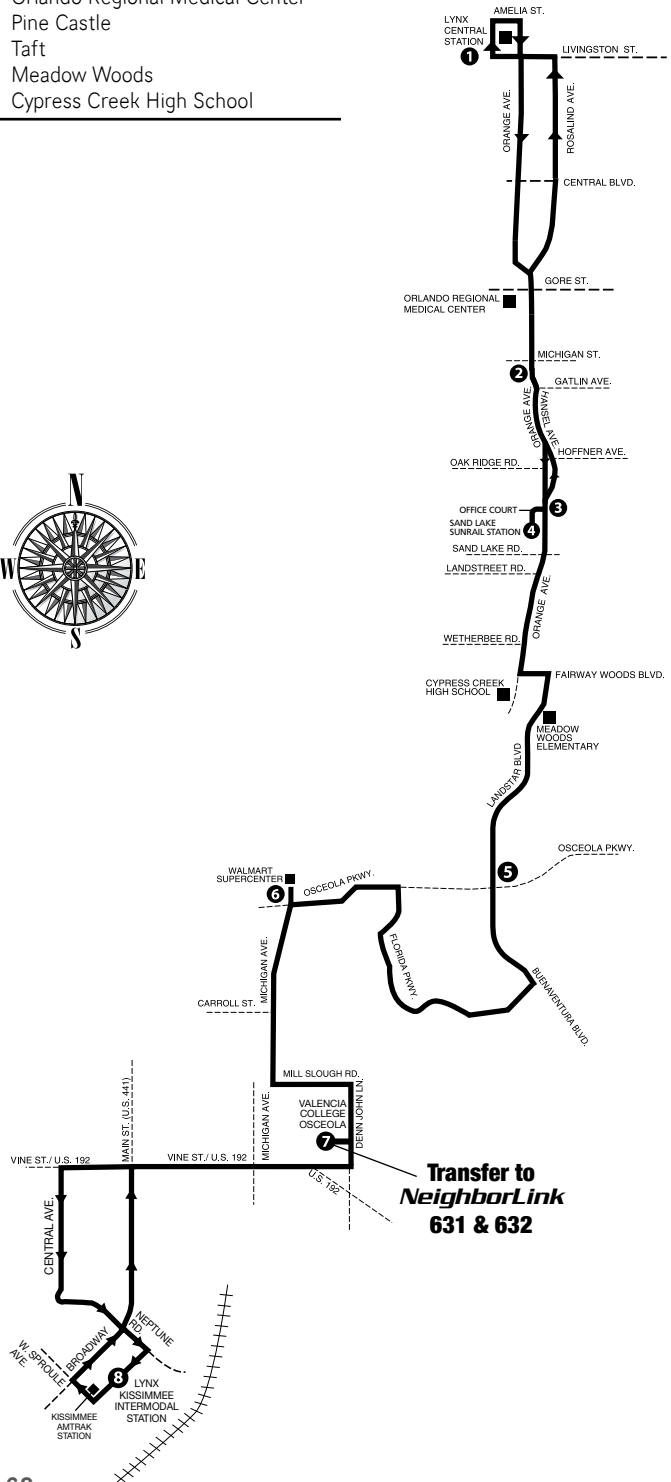 Orlando Regional Medical Center
Pine Castle
Taft
Meadow Woods
Cypress Creek High School
AMELIA ST.
LYNX
CENTRAL
STATION
1
LIVINGSTON ST.
ORANGE AVE.
ROSALIND AVE.
CENTRAL BLVD.
GORE ST.
ORLANDO REGIONAL
MEDICAL CENTER
MICHIGAN ST.
2
GATLIN AVE.
ORANGE AVE.
HANSEL AVE.
HOFFNER AVE.
OAK RIDGE RD.
OFFICE COURT
3
SAND LAKE
SUNRAIL STATION
4
SAND LAKE RD.
LANDSTREET RD.
ORANGE AVE.
WETHERBEE RD.
N
W
E
S
FAIRWAY WOODS BLVD.
CYPRESS CREEK
HIGH SCHOOL
MEADOW
WOODS
ELEMENTARY
LANDSTAR BLVD
OSCEOLA PKWY.
5
WALMART
SUPERCENTER
6
OSCEOLA PKWY.
FLORIDA PKWY.
BUENAVENTURA BLVD.
MICHIGAN AVE.
CARROLL ST.
MILL SLOUGH RD.
MAIN ST. (U.S. 441)
MICHIGAN AVE.
VALENCIA
COLLEGE
OSCEOLA
DENN JOHN LN.
7
VINE ST./ U.S. 192
VINE ST./ U.S. 192
U.S. 192
Transfer to
NeighborLink
631 & 632
CENTRAL AVE.
NEPTUNE
RD.
BROADWAY
W. SPROULE
AVE.
8
LYNX
KISSIMMEE
INTERMODAL
STATION
KISSIMMEE
AMTRAK
STATION